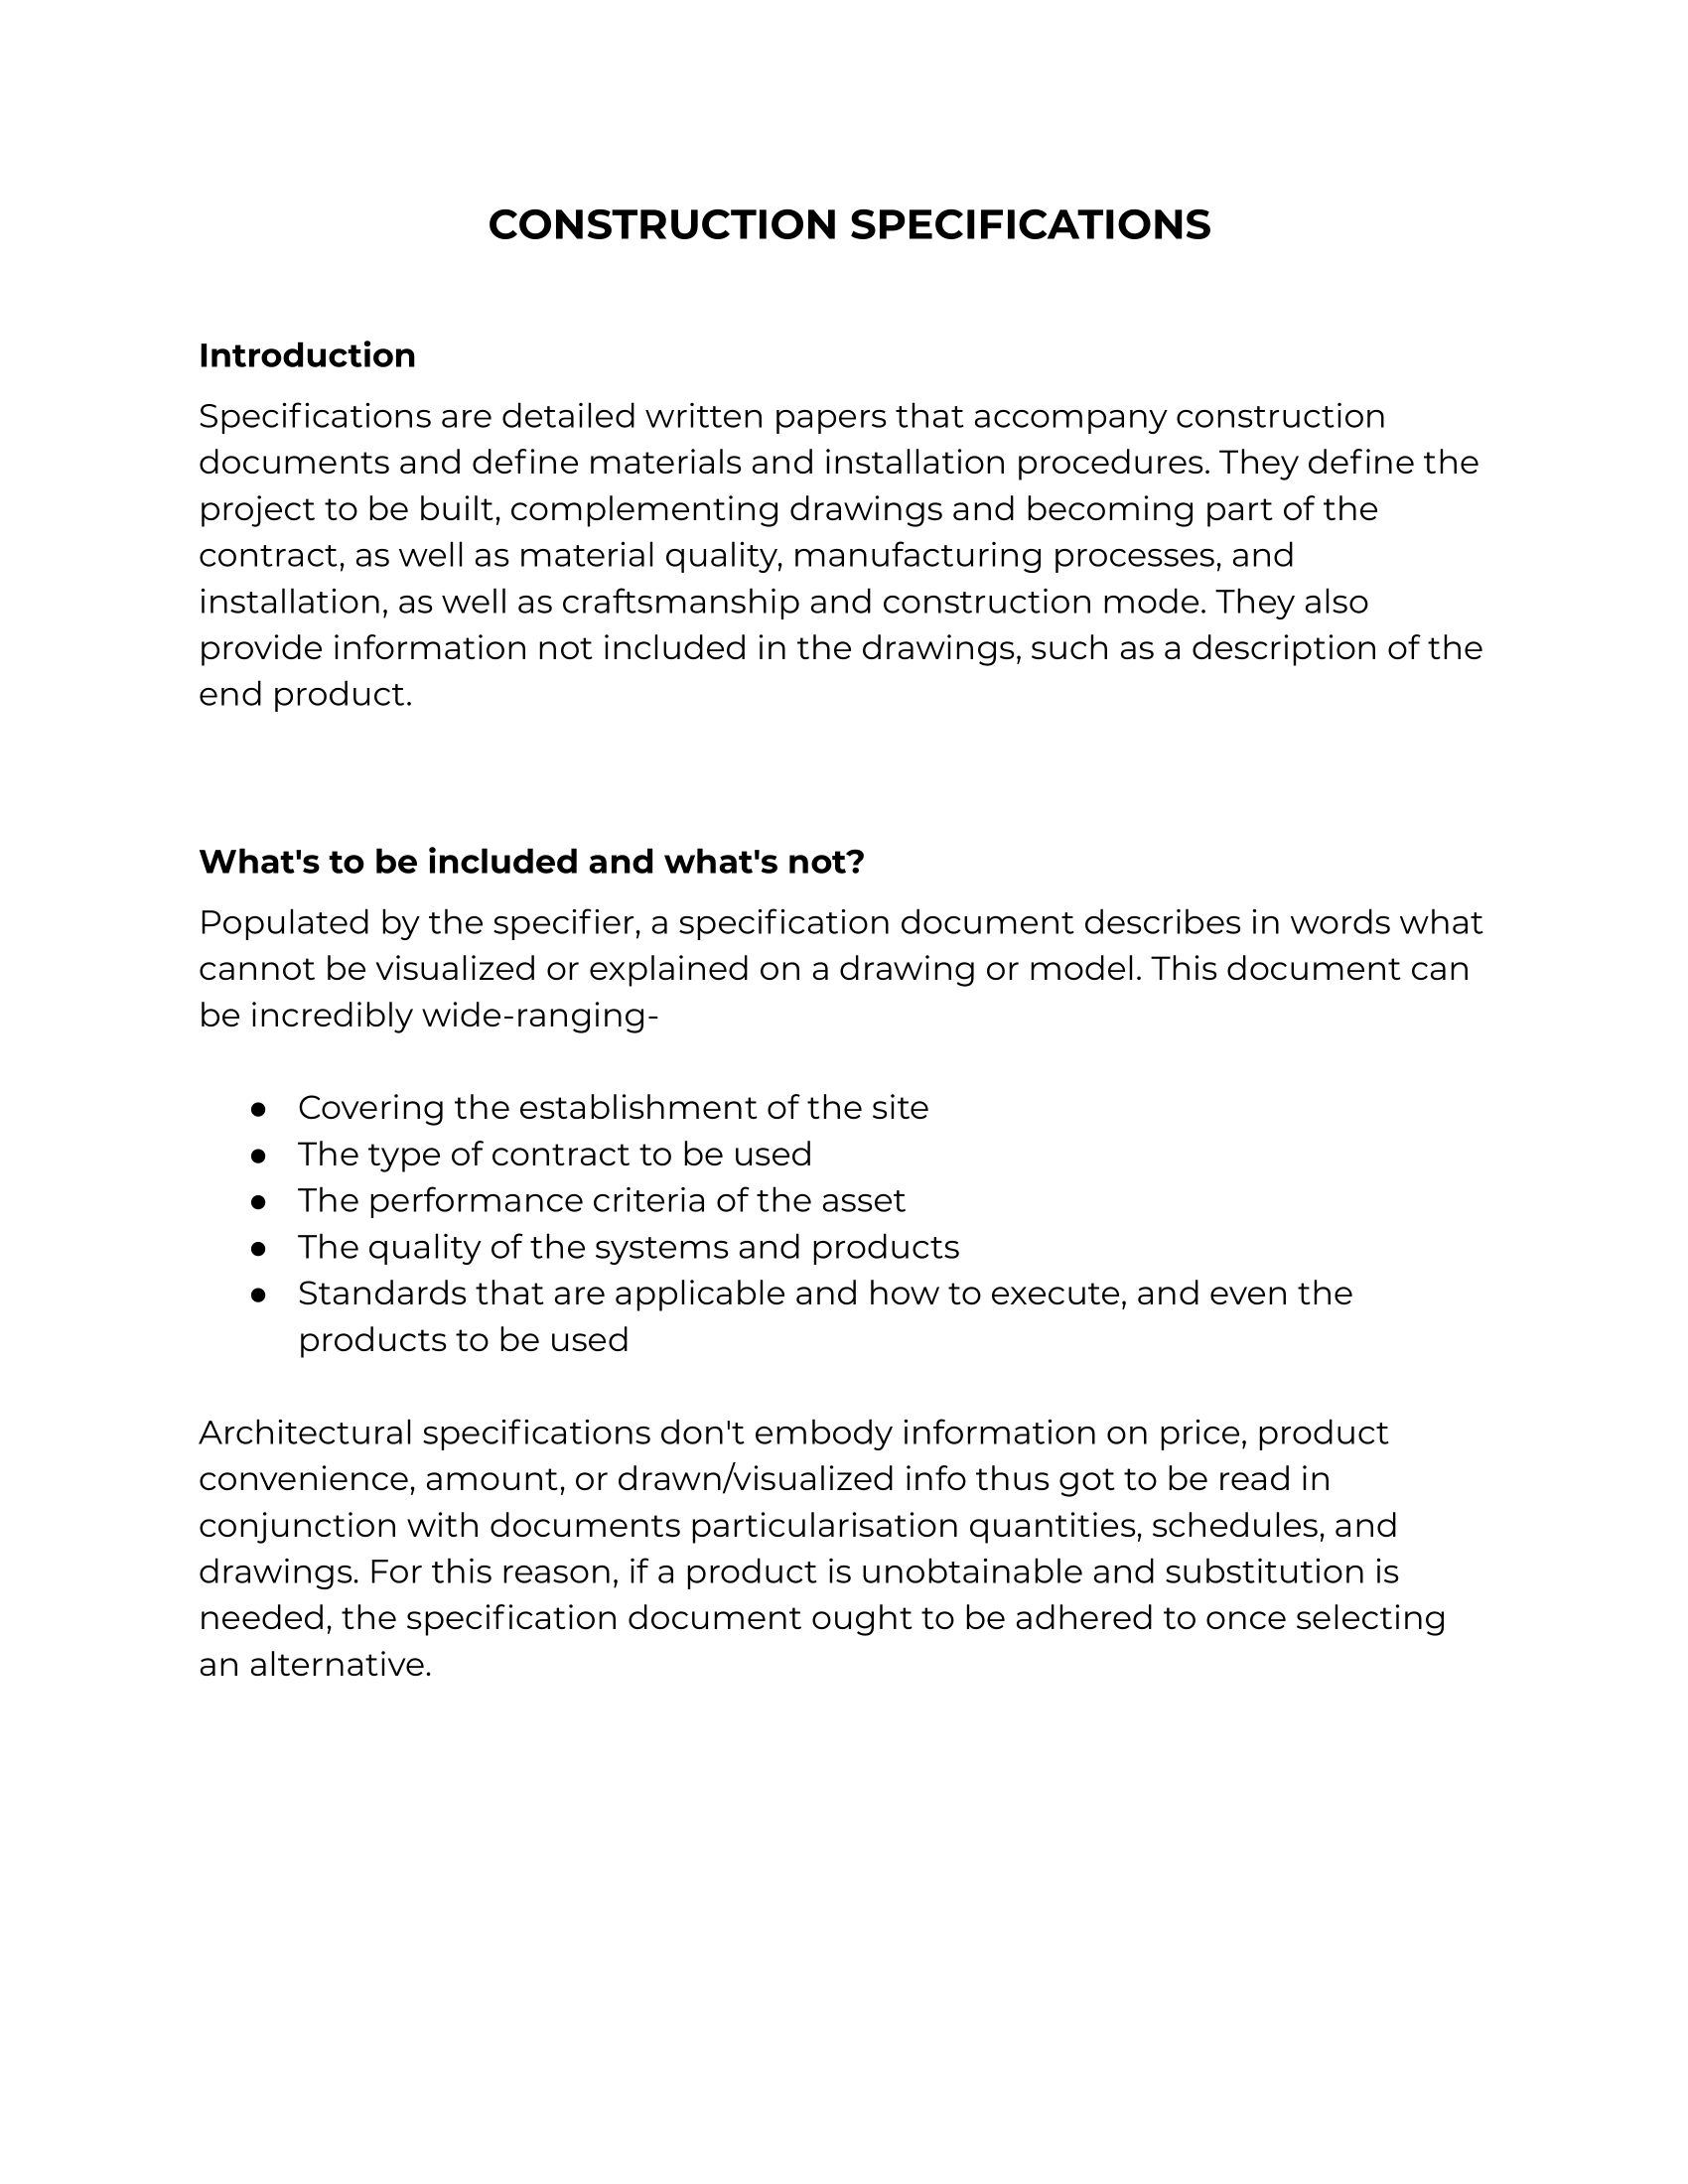 CONSTRUCTION SPECIFICATIONS
Introduction
Specifications are detailed written papers that accompany construction
documents and define materials and installation procedures. They define the
project to be built, complementing drawings and becoming part of the
contract, as well as material quality, manufacturing processes, and
installation, as well as craftsmanship and construction mode. They also
provide information not included in the drawings, such as a description of the
end product.
What's to be included and what's not?
Populated by the specifier, a specification document describes in words what
cannot be visualized or explained on a drawing or model. This document can
be incredibly wide-ranging-
● Covering the establishment of the site
● The type of contract to be used
● The performance criteria of the asset
● The quality of the systems and products
● Standards that are applicable and how to execute, and even the
products to be used
Architectural specifications don't embody information on price, product
convenience, amount, or drawn/visualized info thus got to be read in
conjunction with documents particularisation quantities, schedules, and
drawings. For this reason, if a product is unobtainable and substitution is
needed, the specification document ought to be adhered to once selecting
an alternative.